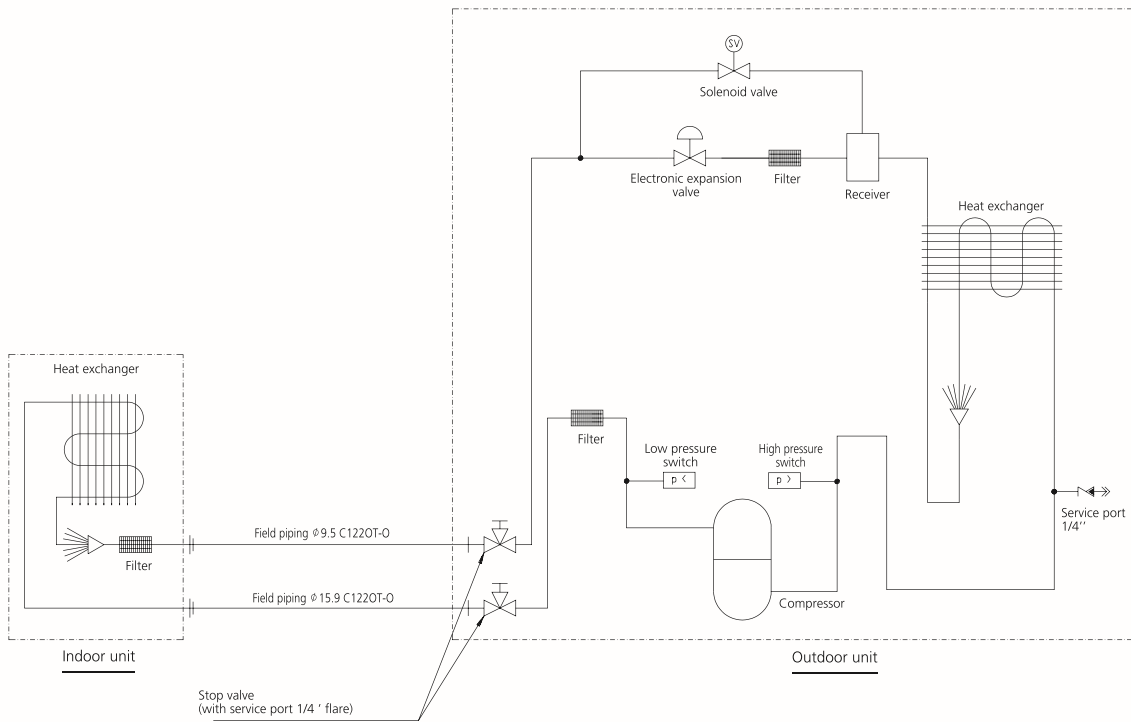 SV
Solenoid valve
Electronic expansion
valve
Filter
Receiver
Heat exchanger
Heat exchanger
Filter
Low pressure
switch
p <
High pressure
switch
p >
Service port
1/4''
Field piping φ9.5 C122OT-O
Filter
Field piping φ15.9 C122OT-O
Compressor
Indoor unit
Outdoor unit
Stop valve
(with service port 1/4 ' flare)